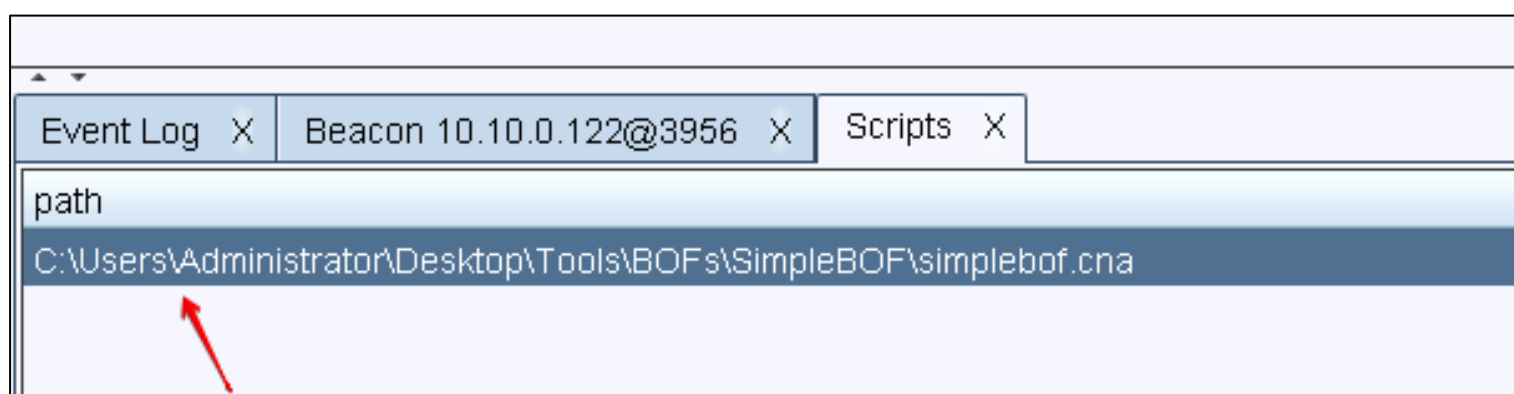 Event Log X Beacon 10.10.0.122@3956 X Scripts X
path
C:\Users\Administrator\Desktop\Tools\BOFs\SimpleBOF\simplebof.cna